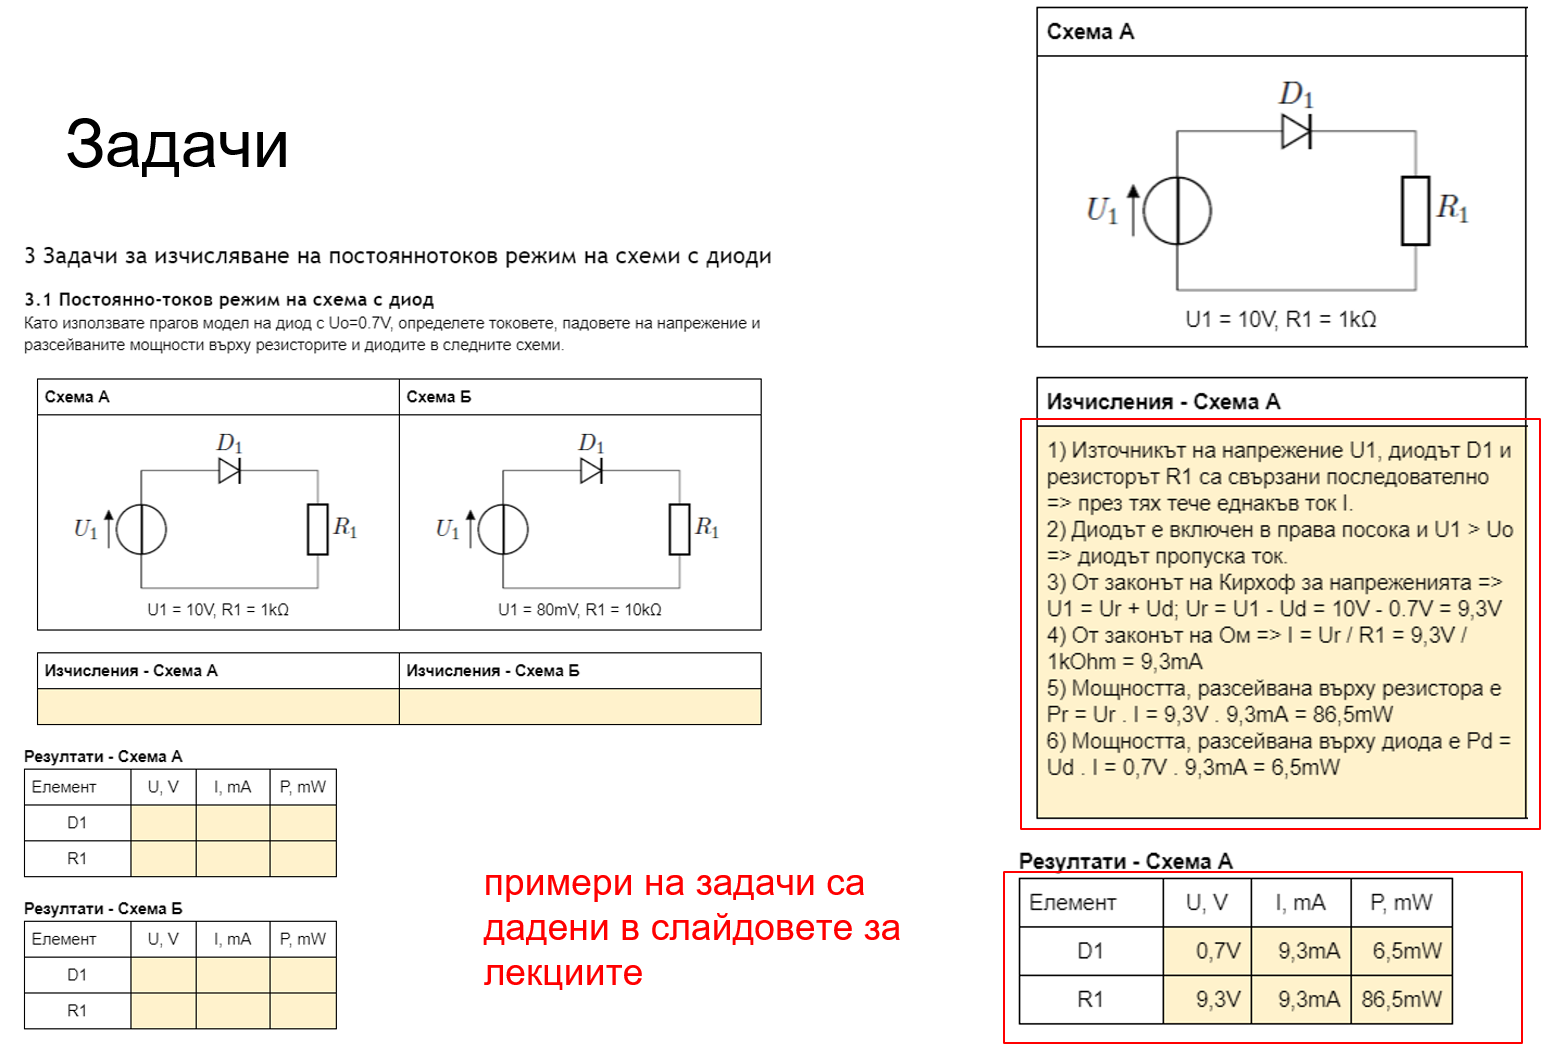 Задачи
3 Задачи за изчисляване на постояннотоков режим на схеми с диоди
3.1 Постоянно-токов режим на схема с диод
Като използвате прагов модел на диод с Uo=0.7V, определете токовете, падовете на напрежение и
разсейваните мощности върху резисторите и диодите в следните схеми.
Схема А
Схема Б
D1
U1
R1
U1 = 10V, R1 = 1kΩ
D1
U1
R1
U1 = 80mV, R1 = 10kΩ
Изчисления - Схема А
Изчисления - Схема Б
Резултати - Схема А
Елемент U, V I, mA P, mW
D1
R1
Резултати - Схема Б
Елемент U, V I, mA P, mW
D1
R1
примери на задачи са
дадени в слайдовете за
лекциите
Схема А
D1
U1
R1
U1 = 10V, R1 = 1kΩ
Изчисления - Схема А
1) Източникът на напрежение U1, диодът D1 и
резисторът R1 са свързани последователно
=> през тях тече еднакъв ток I.
2) Диодът е включен в права посока и U1 > Uo
=> диодът пропуска ток.
3) От законът на Кирхоф за напреженията =>
U1 = Ur + Ud; Ur = U1 - Ud = 10V - 0.7V = 9,3V
4) От законът на Ом => I = Ur / R1 = 9,3V /
1kOhm = 9,3mA
5) Мощността, разсейвана върху резистора е
Pr = Ur . I = 9,3V . 9,3mA = 86,5mW
6) Мощността, разсейвана върху диода е Pd =
Ud . I = 0,7V . 9,3mA = 6,5mW
Резултати - Схема А
Елемент U, V I, mA P, mW
D1 0,7V 9,3mA 6,5mW
R1 9,3V 9,3mA 86,5mW